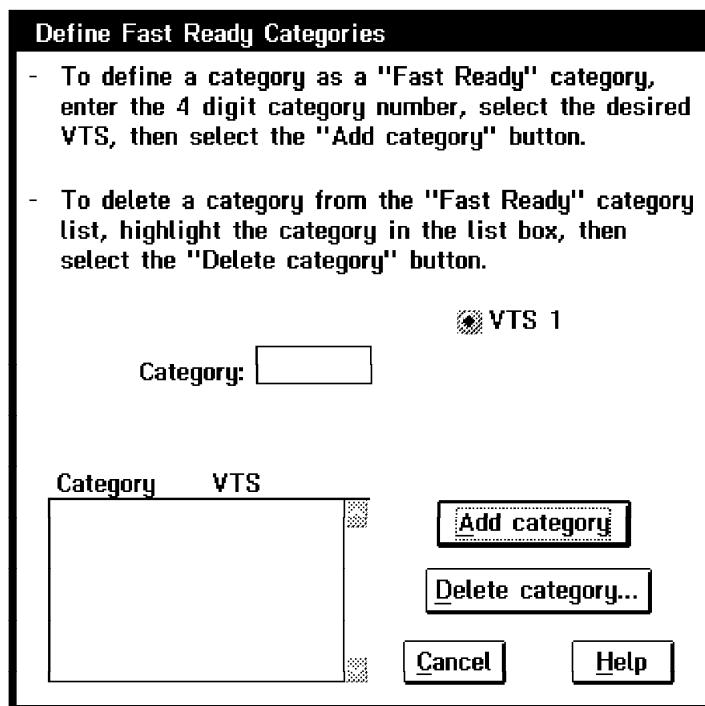 Define Fast Ready Categories
- To define a category as a "Fast Ready" category,
enter the 4 digit category number, select the desired
VTS, then select the "Add category" button.
- To delete a category from the "Fast Ready" category
list, highlight the category in the list box, then
select the "Delete category" button.
VTS 1
Category:
Category VTS
Add category
Delete category...
Cancel Help